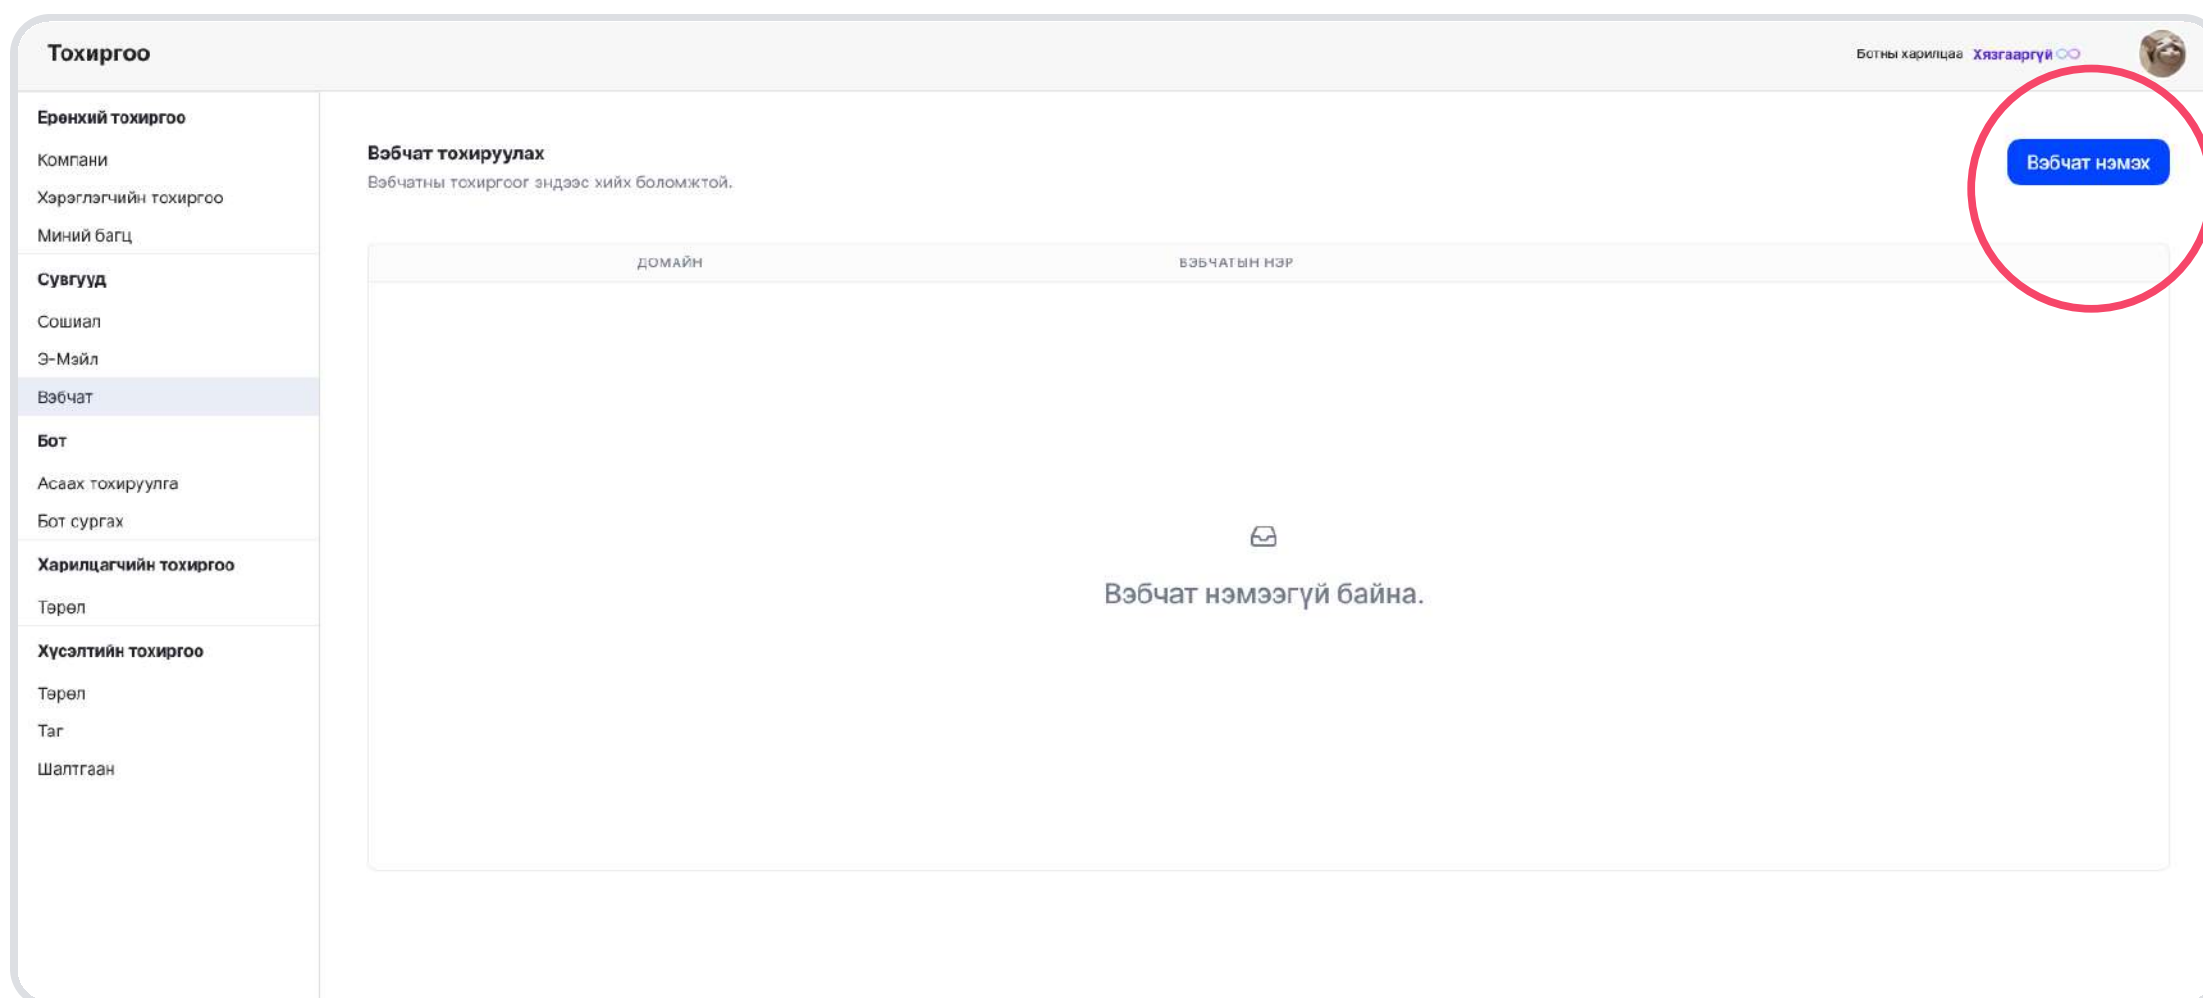 Тохиргоо
Ботны харилцаа Хязгааргүй
Ерөнхий тохиргоо
Компани
Хэрэглэгчийн тохиргоо
Миний багц
Сувгууд
Сошиал
Э-Мэйл
Вэбчат
Бот
Асаах тохируулга
Бот сургах
Харилцагчийн тохиргоо
Төрөл
Хүсэлтийн тохиргоо
Төрөл
Таг
Шалтгаан
Вэбчат тохируулах
Вэбчатны тохиргоог эндээс хийх боломжтой.
Вэбчат нэмэх
ДОМАЙН
ВЭБЧАТЫН НЭР
Вэбчат нэмээгүй байна.